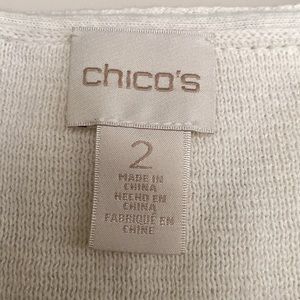 chico's
2
MADE IN
CHINA
HECHO EN
CHINA
FABRIQUÉ EN
CHINE